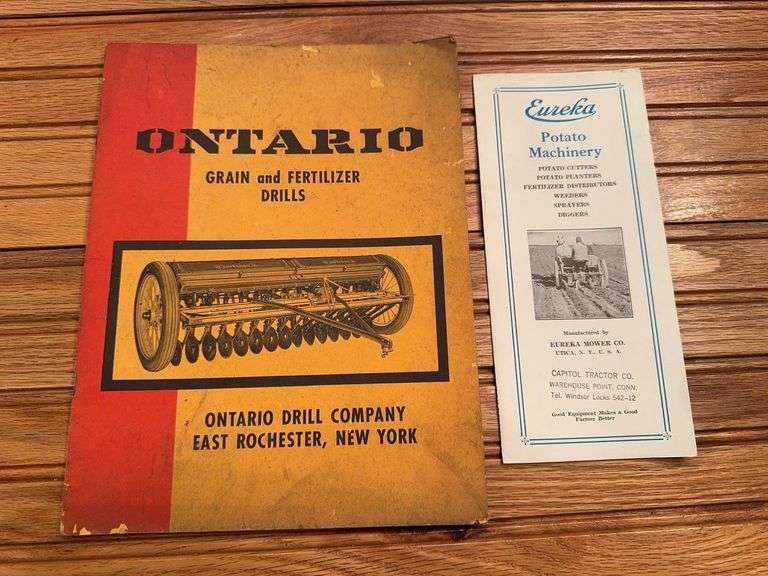 ONTARIO
GRAIN and FERTILIZER
DRILLS
ONTARIO DRILL COMPANY
EAST ROCHESTER, NEW YORK
Eureka
Potato
Machinery
POTATO CUTTERS
POTATO PLANTERS
FERTILIZER DISTRIBUTORS
WEEDERS
SPRAYERS
DIGGERS
Manufactured by
EUREKA MOWER CO.
UTICA, N. Y., U. S. A.
CAPITOL TRACTOR CO.
WAREHOUSE POINT, CONN.
Tel. Windsor Locks 542-12
Good Equipment Makes a Good
Farmer Better